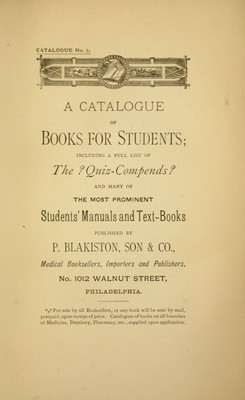 CATALOGUE No. 7.
A CATALOGUE
OF
BOOKS FOR STUDENTS;
INCLUDING A FULL LIST OF
The ?Quiz-Compends?
AND MANY OF
THE MOST PROMINENT
Students' Manuals and Text-Books
PUBLISHED BY
P. BLAKISTON, SON & CO.,
Medical Booksellers, Importers and Publishers,
No. 1012 WALNUT STREET,
PHILADELPHIA.
*** For sale by all Booksellers, or any book will be sent by mail,
postpaid, upon receipt of price. Catalogues of books on all branches
of Medicine, Dentistry, Pharmacy, etc., supplied upon application.